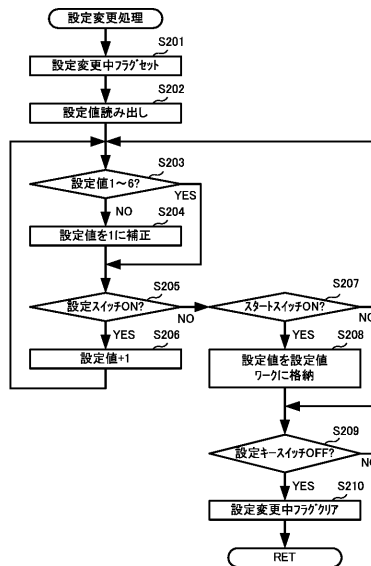 設定変更処理
S201
設定変更中フラグセット
S202
設定値読み出し
S203
設定値1～6?
YES
NO
S204
設定値を1に補正
S205
設定スイッチON?
NO
YES
S206
設定値+1
S207
スタートスイッチON?
NO
YES
S208
設定値を設定値
ワークに格納
S209
設定キースイッチOFF?
NO
YES
S210
設定変更中フラグクリア
RET